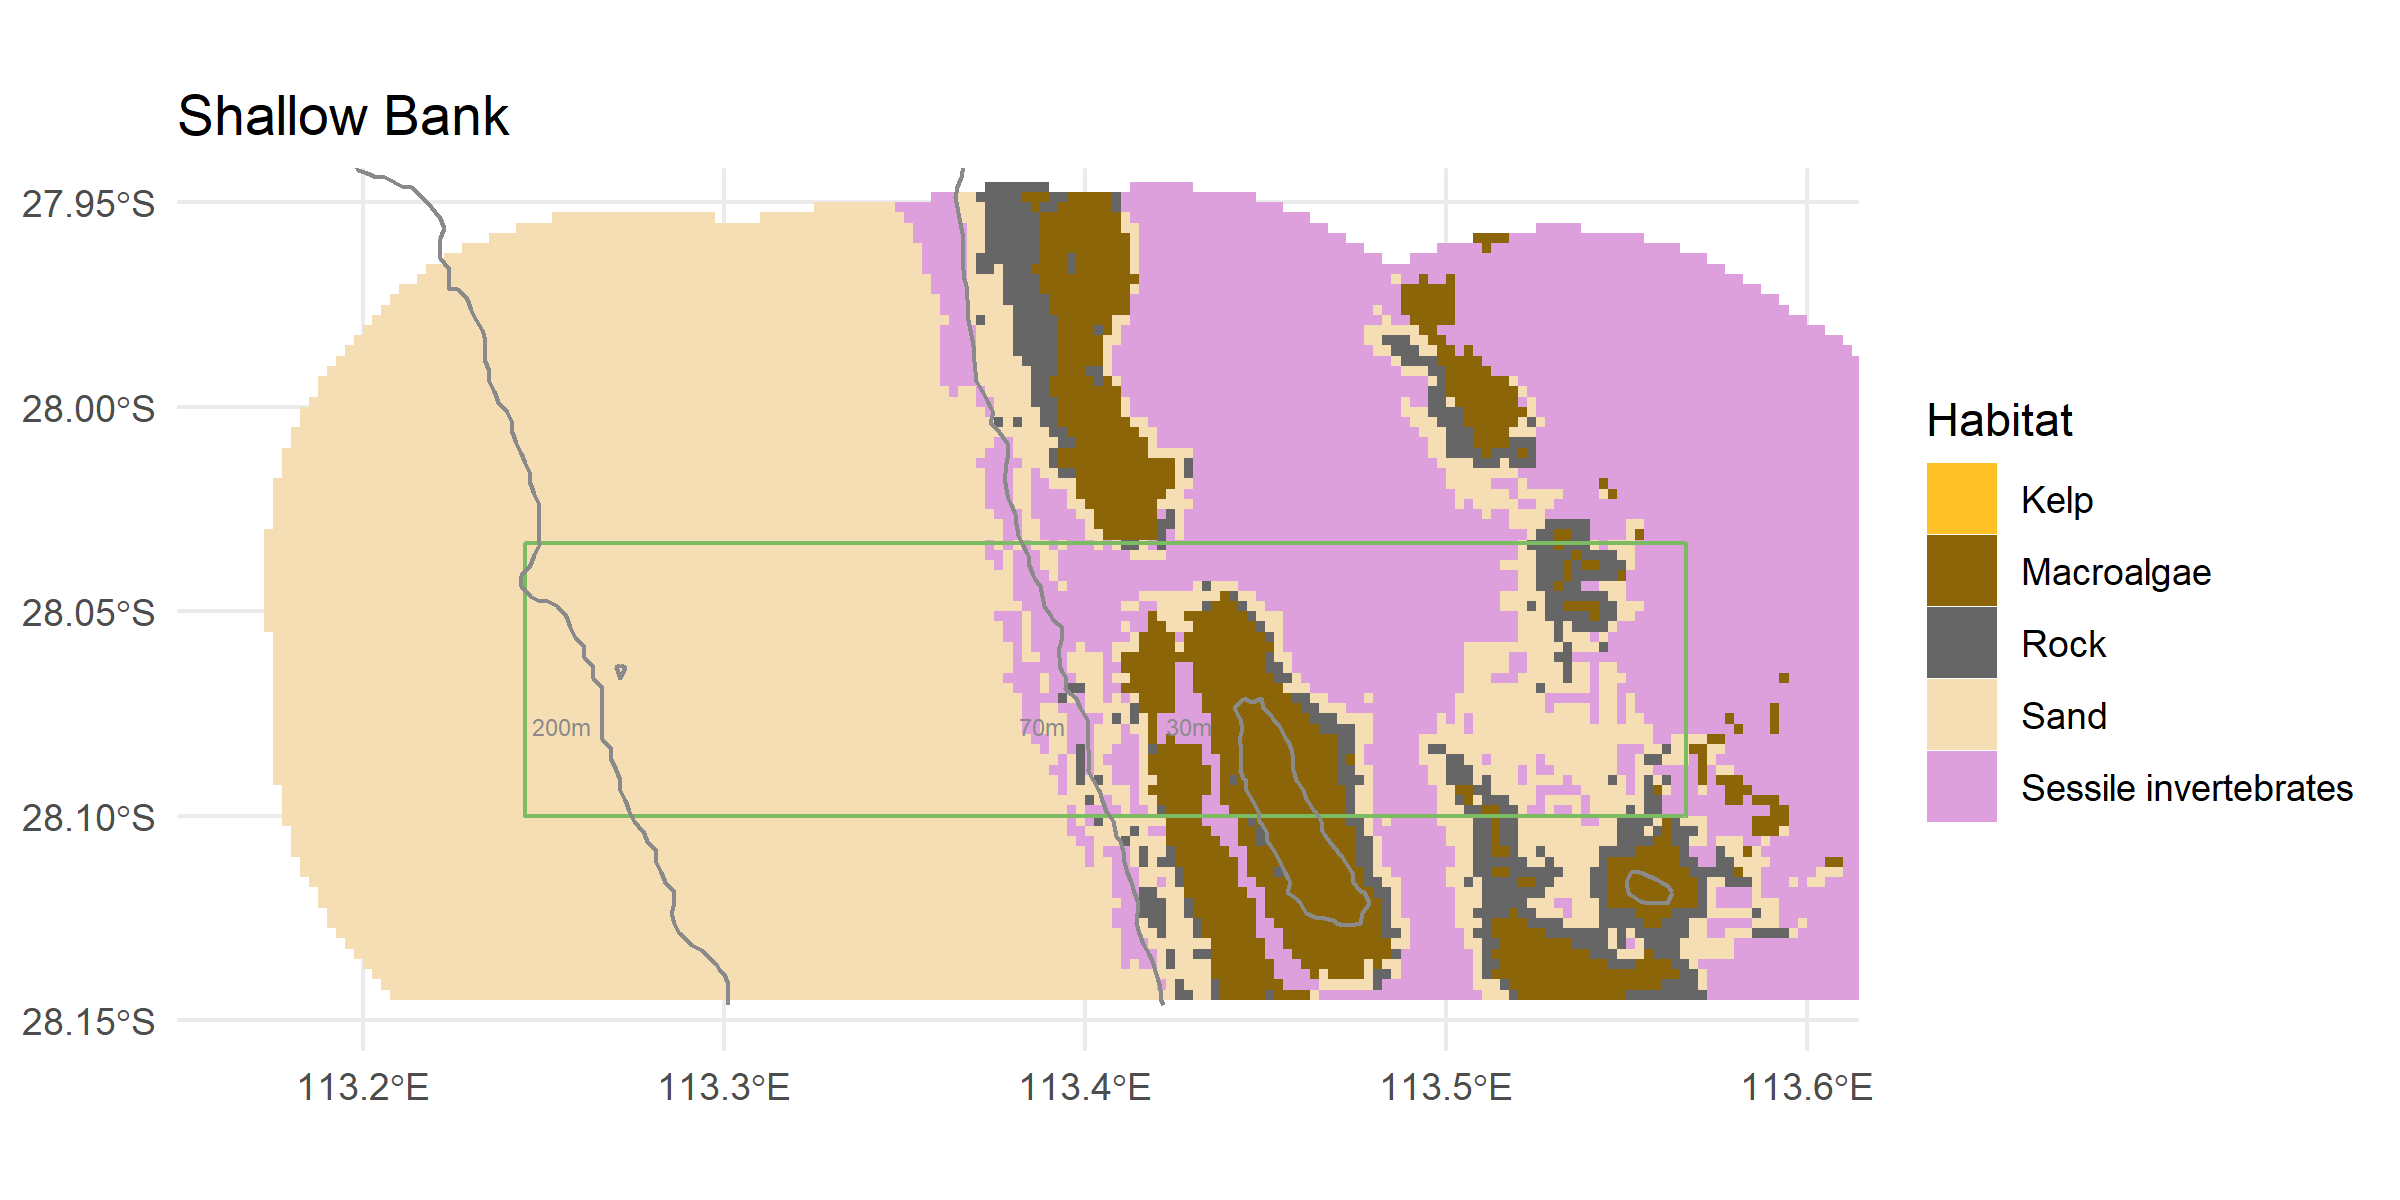 Shallow Bank
27.95°S
28.00°S
28.05°S
28.10°S
28.15°S
200m
70m
30m
113.2°E
113.3°E
113.4°E
113.5°E
113.6°E
Habitat
Kelp
Macroalgae
Rock
Sand
Sessile invertebrates